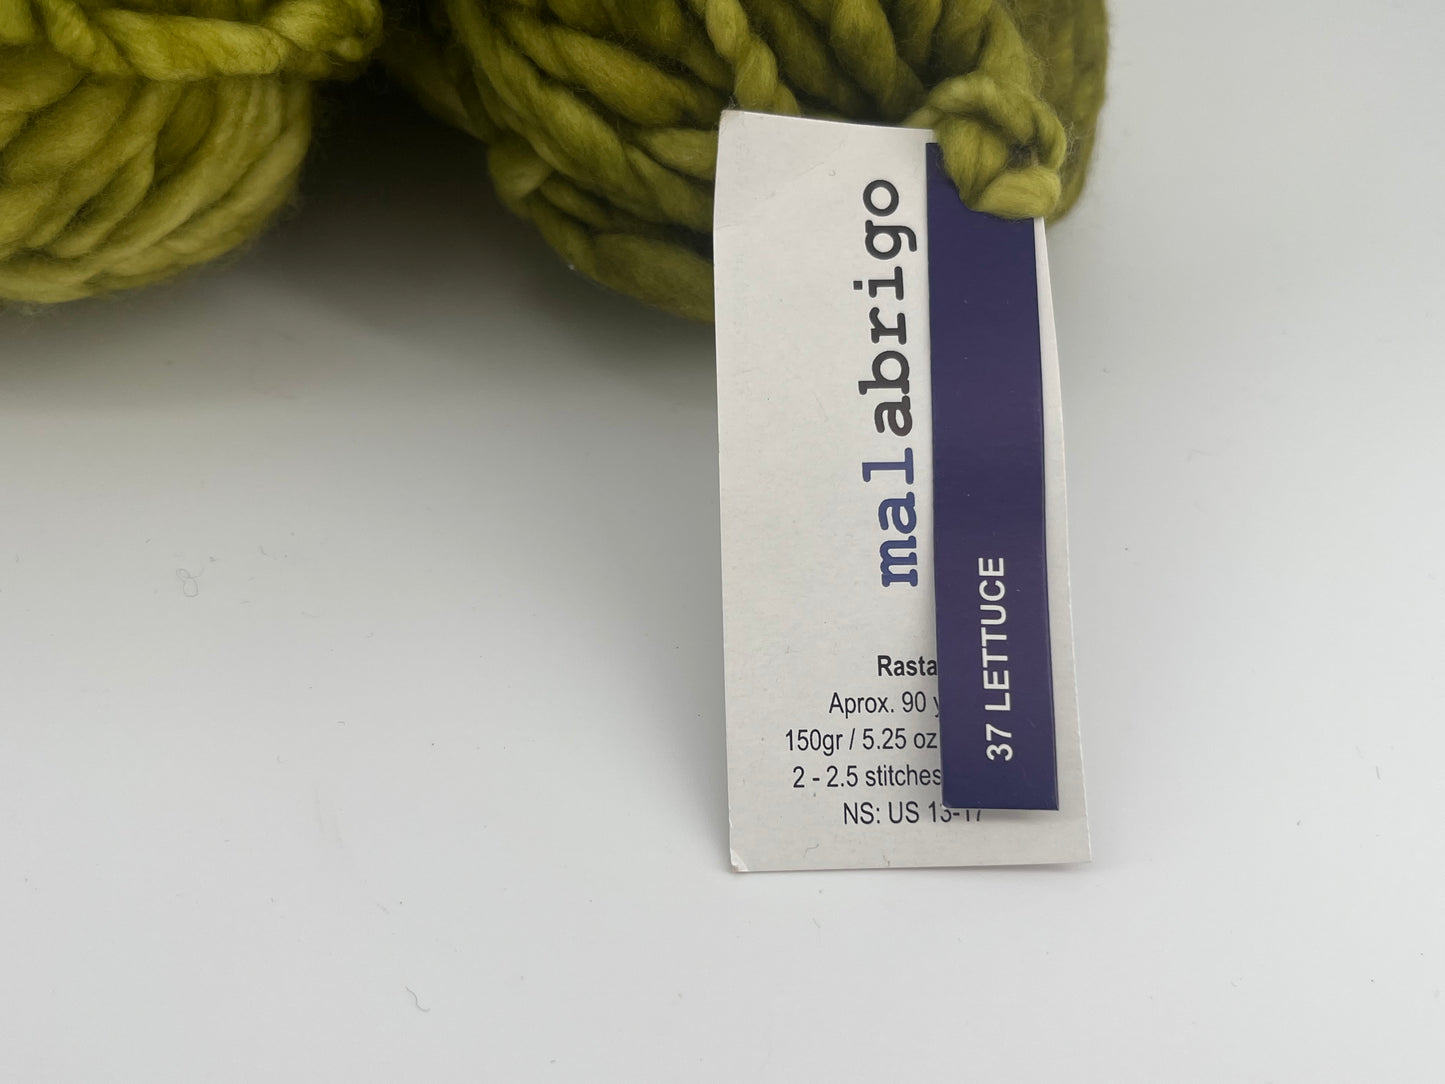 malabrigo
37 LETTUCE
Rasta
Aprox. 90
150gr / 5.25 oz
2 - 2.5 stitches
NS: US 13-17